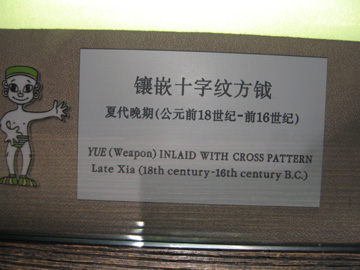 镶嵌十字纹方钺
夏代晚期(公元前18世纪-前16世纪)
YUE (Weapon) INLAID WITH CROSS PATTERN
Late Xia (18th century-16th century B.C.)